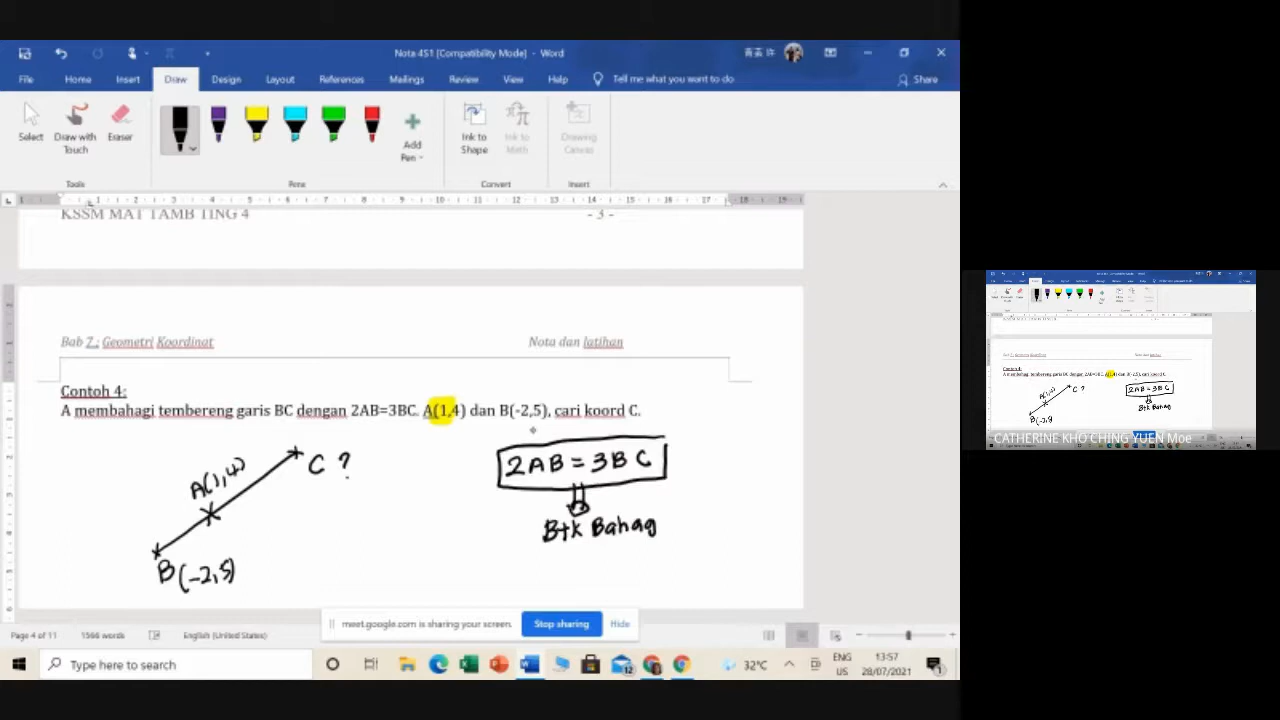 Nota 4S1 [Compatibility Mode] - Word
File Home Insert Draw Design Layout References Mailings Review View Help Tell me what you want to do Share
Select Draw with Touch Eraser Add Pen Ink to Shape Ink to Math Drawing Canvas
Tools Pens Convert Insert
KSSM MAT TAMB TING 4 - 3 -
Bab 7.: Geometri Koordinat Nota dan latihan
Contoh 4:
A membahagi tembereng garis BC dengan 2AB=3BC. A(1,4) dan B(-2,5), cari koord C.
A(1,4)
C ?
B(-2,5)
2AB = 3BC
Btk Bahag
meet.google.com is sharing your screen. Stop sharing Hide
Page 4 of 11 1566 words English (United States)
Type here to search
12
32°C
ENG
US
13:57
28/07/2021
1
CATHERINE KHO CHING YUEN Moe